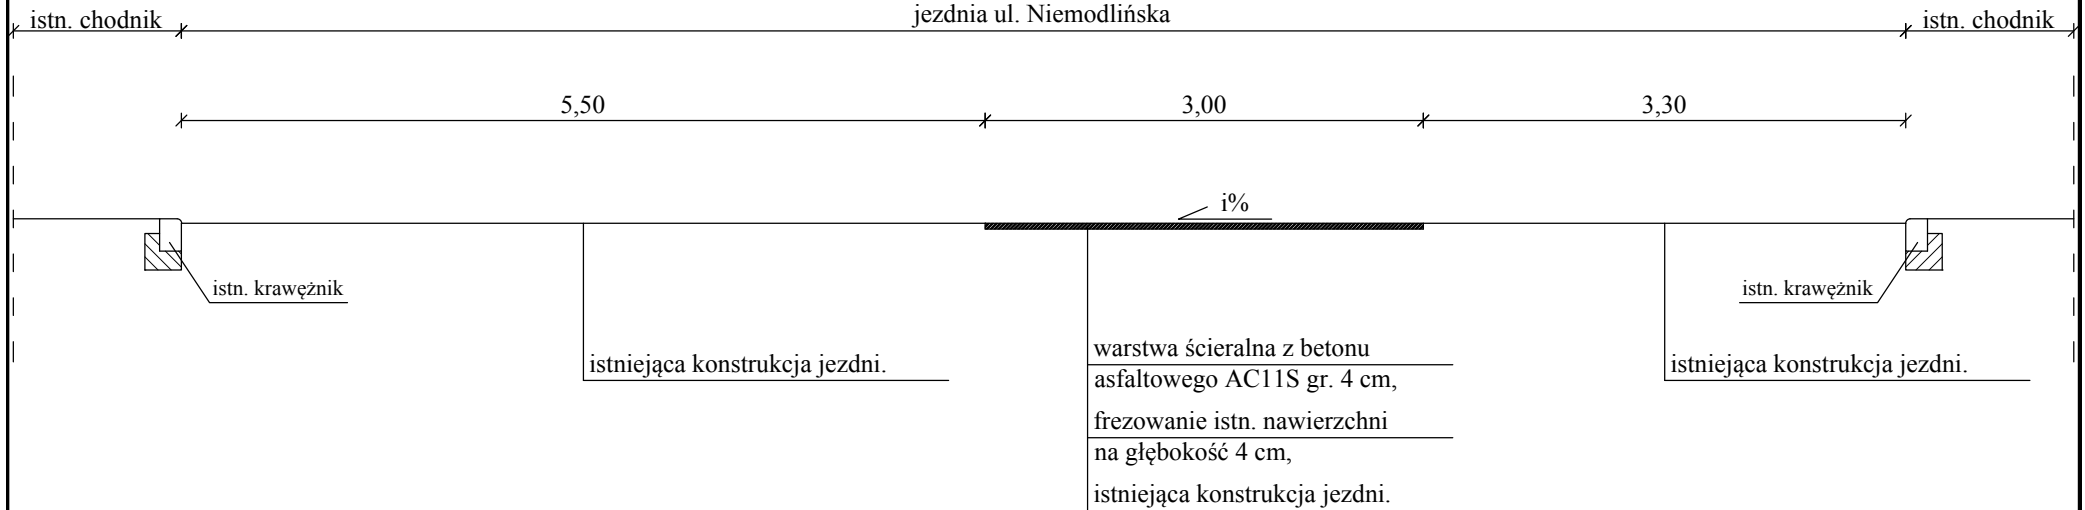 istn. chodnik
jezdnia ul. Niemodlińska
istn. chodnik
5,50
3,00
3,30
i%
istn. krawężnik
istn. krawężnik
istniejąca konstrukcja jezdni.
warstwa ścieralna z betonu
asfaltowego AC11S gr. 4 cm,
frezowanie istn. nawierzchni
na głębokość 4 cm,
istniejąca konstrukcja jezdni.
istniejąca konstrukcja jezdni.